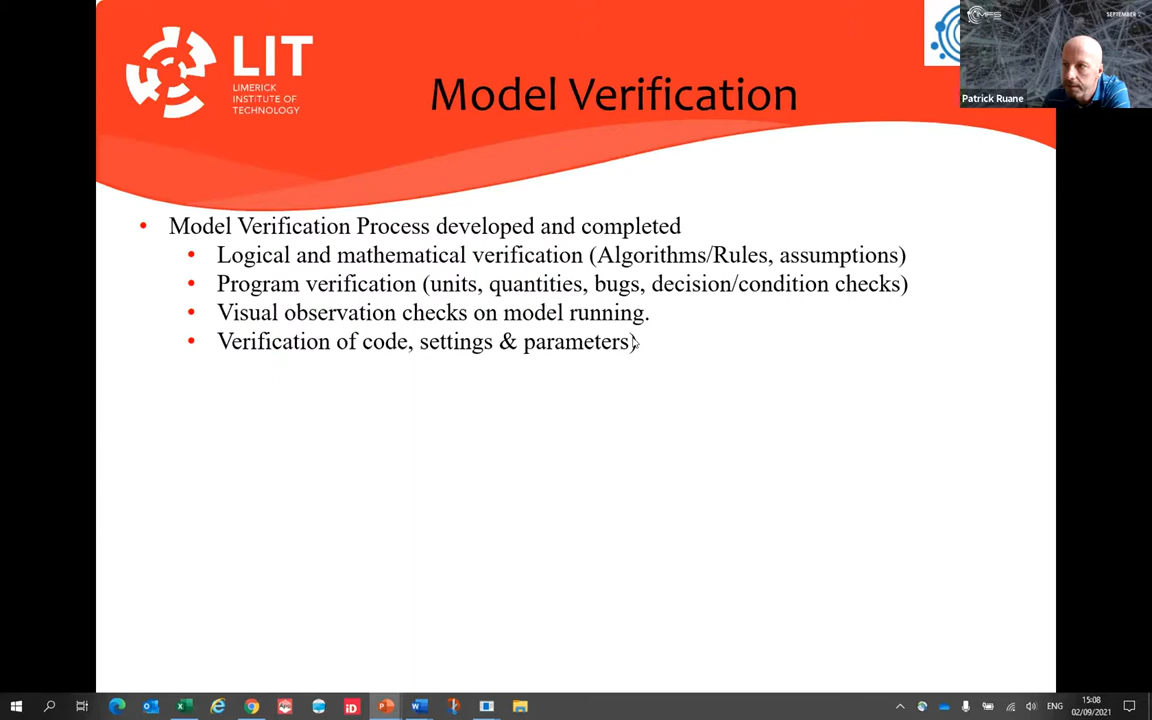 LIT
LIMERICK
INSTITUTE OF
TECHNOLOGY
Model Verification
MFS
SEPTEMBER
Patrick Ruane
• Model Verification Process developed and completed
• Logical and mathematical verification (Algorithms/Rules, assumptions)
• Program verification (units, quantities, bugs, decision/condition checks)
• Visual observation checks on model running.
• Verification of code, settings & parameters)
ENG
15:08
02/09/2021